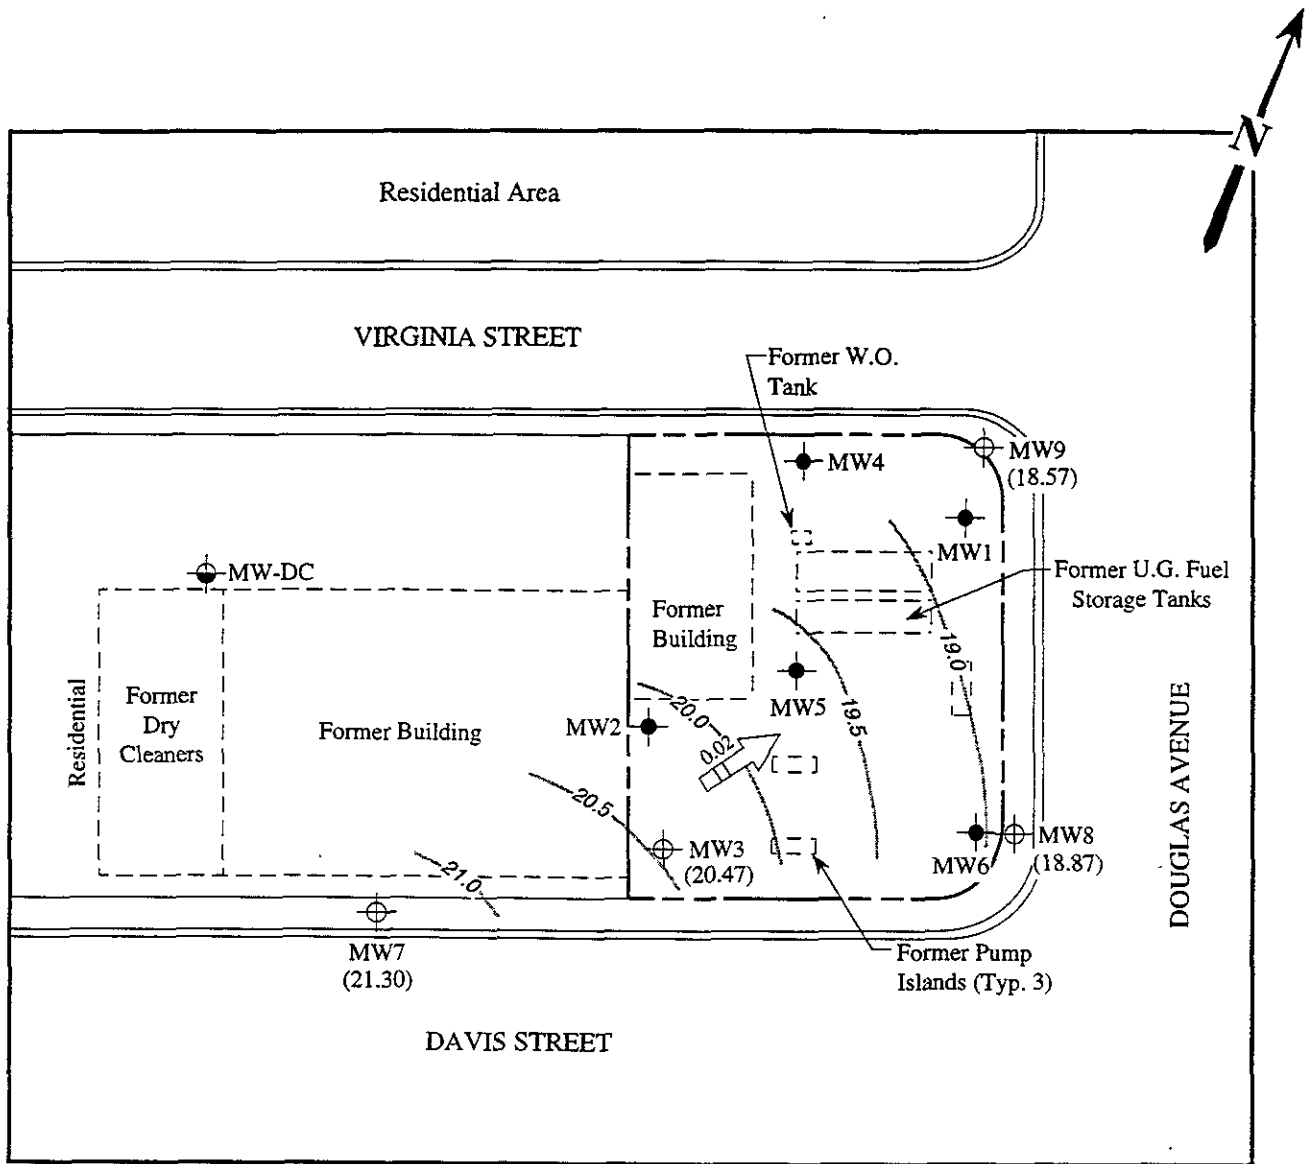 N
Residential Area
VIRGINIA STREET
Former W.O.
Tank
MW4
MW9
(18.57)
MW1
MW-DC
Former U.G. Fuel
Storage Tanks
Former
Building
19.0
MW5
19.5
20.0
MW2
0.02
Residential
Former
Dry
Cleaners
Former Building
20.5
MW3
(20.47)
MW6
MW8
(18.87)
21.0
MW7
(21.30)
Former Pump
Islands (Typ. 3)
DOUGLAS AVENUE
DAVIS STREET